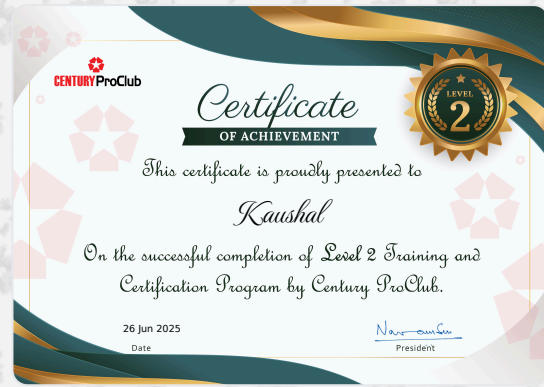 CENTURY ProClub
LEVEL
2
Certificate
OF ACHIEVEMENT
This certificate is proudly presented to
Kaushal
On the successful completion of Level 2 Training and
Certification Program by Century ProClub.
26 Jun 2025
Date
President